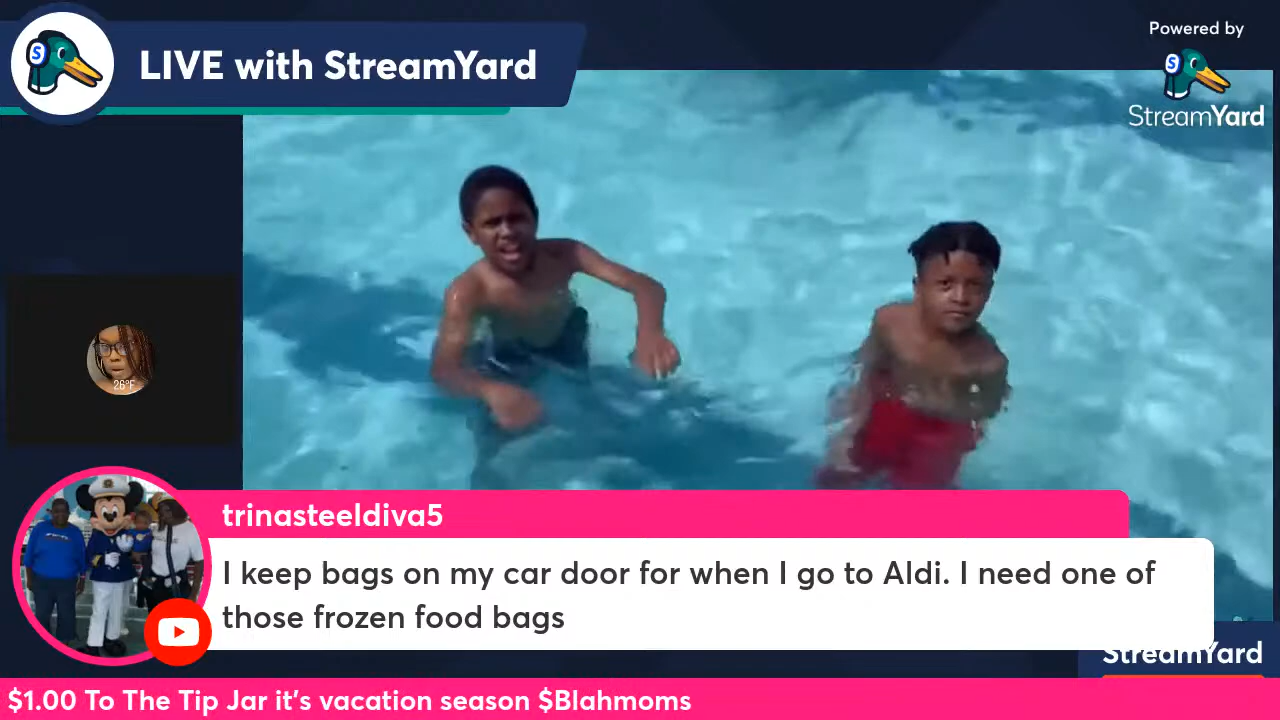 LIVE with StreamYard
Powered by
StreamYard
26°F
trinasteeldiva5
I keep bags on my car door for when I go to Aldi. I need one of
those frozen food bags
StreamYard
$1.00 To The Tip Jar it's vacation season $Blahmoms